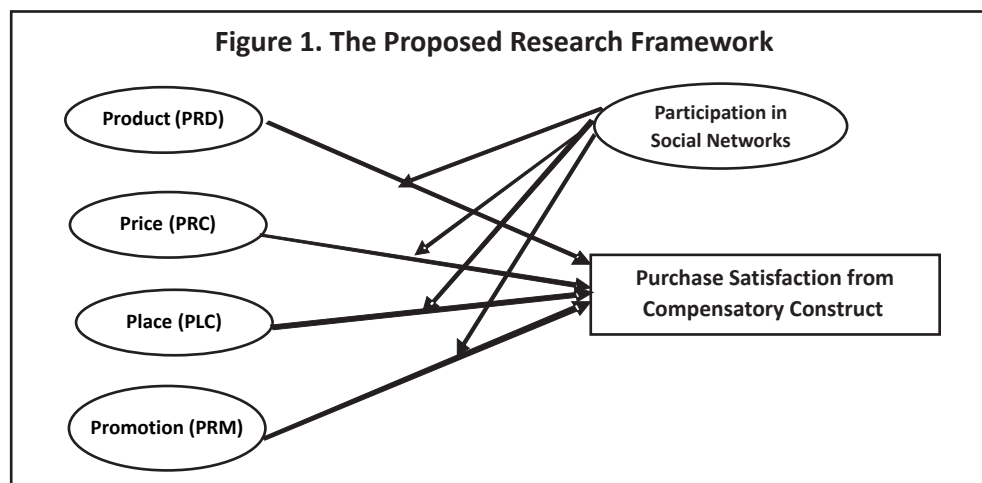 Figure 1. The Proposed Research Framework
Product (PRD)
Participation in
Social Networks
Price (PRC)
Purchase Satisfaction from
Compensatory Construct
Place (PLC)
Promotion (PRM)